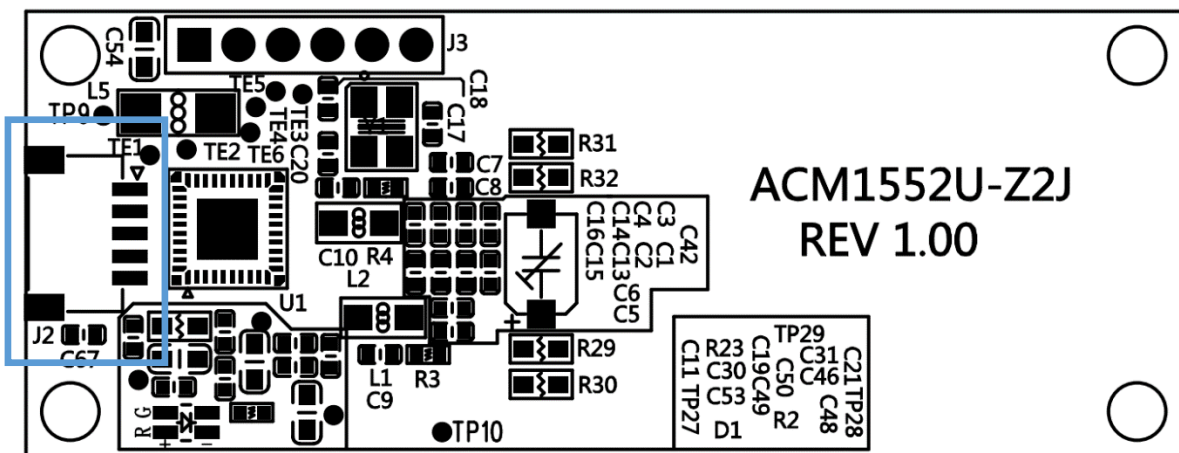 C54
J3
L5
TE5
C18
TP9
TE3
TE4
C20
C17
TE1
TE2
TE6
C7
C8
R31
R32
ACM1552U-Z2J
REV 1.00
C16
C15
C14
C13
C4
C2
C3
C1
C42
C6
C5
C10
R4
L2
U1
J2
C67
+
R29
R30
L1
R3
C9
R
G
+
-
TP10
C11
TP27
R23
C30
C53
D1
C19
C49
TP29
C50
R2
C31
C46
C48
C21
TP28